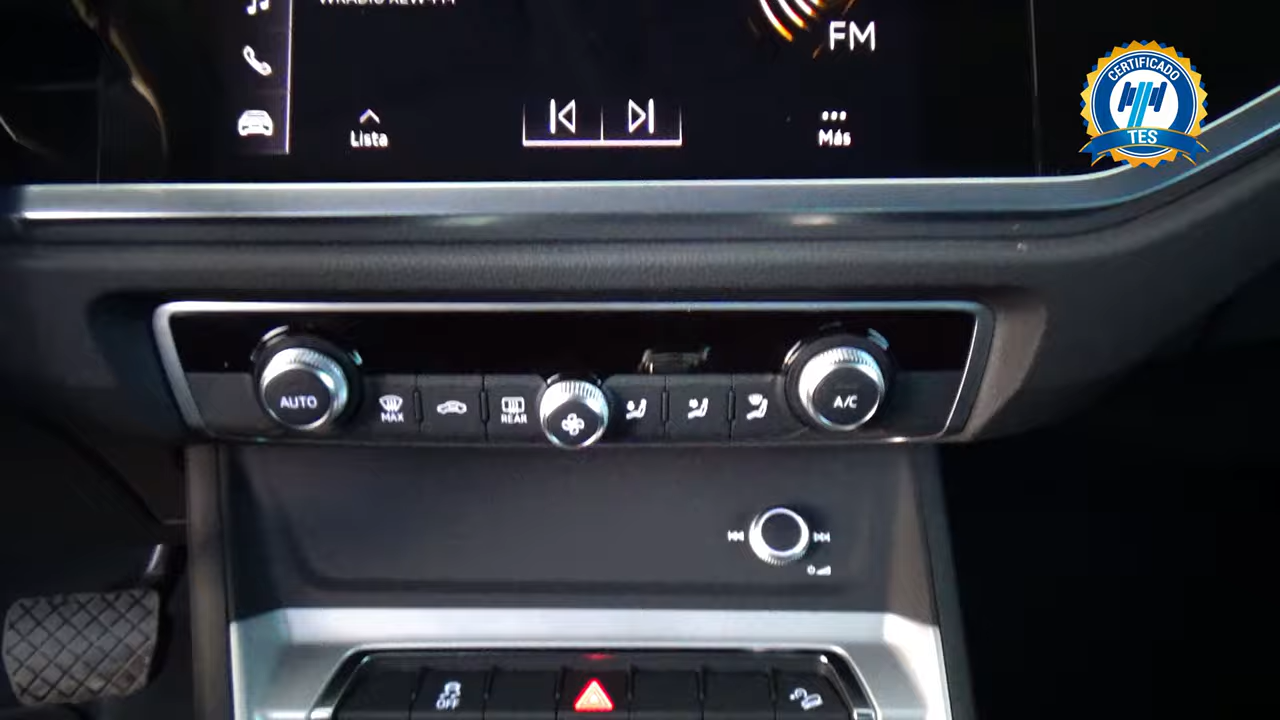 FM
Lista
Más
CERTIFICADO
TES
AUTO
MAX
REAR
A/C
OFF